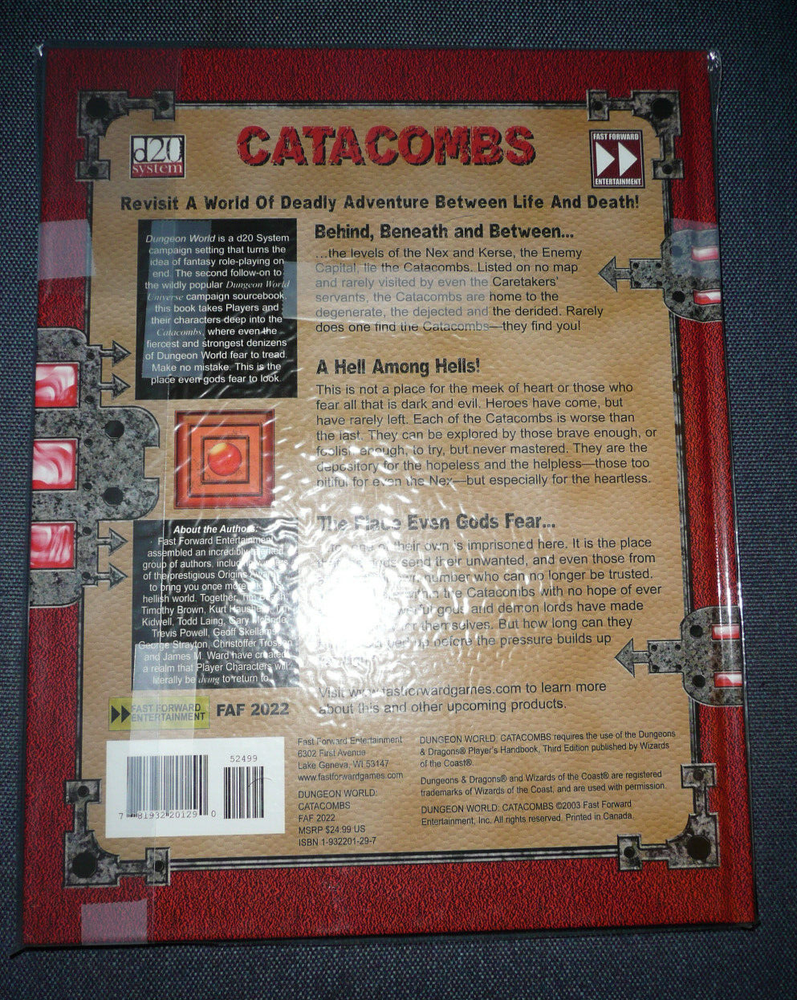 d20
system
CATACOMBS
FAST FORWARD
ENTERTAINMENT
Revisit A World Of Deadly Adventure Between Life And Death!
Dungeon World is a d20 System
campaign setting that turns the
idea of fantasy role-playing on
end. The second follow-on to
the wildly popular Dungeon World
Universe campaign sourcebook,
this book takes Players and
their characters deep into the
Catacombs, where even the
fiercest and strongest denizens
of Dungeon World fear to tread.
Make no mistake. This is the
place even gods fear to look.
Behind, Beneath and Between...
...the levels of the Nex and Kerse, the Enemy
Capital, lie the Catacombs. Listed on no map
and rarely visited by even the Caretakers'
servants, the Catacombs are home to the
degenerate, the dejected and the derided. Rarely
does one find the Catacombs—they find you!
A Hell Among Hells!
This is not a place for the meek of heart or those who
fear all that is dark and evil. Heroes have come, but
have rarely left. Each of the Catacombs is worse than
the last. They can be explored by those brave enough, or
foolish enough, to try, but never mastered. They are the
depository for the hopeless and the helpless—those too
pitiful for even the Nex—but especially for the heartless.
The Place Even Gods Fear...
of their own is imprisoned here. It is the place
send their unwanted, and even those from
number who can no longer be trusted.
the Catacombs with no hope of ever
and demon lords have made
themselves. But how long can they
before the pressure builds up
Visit www.fastforwardgames.com to learn more
about this and other upcoming products.
About the Authors:
Fast Forward Entertainment
assembled an incredibly
group of authors,
of the prestigious Origins
to bring you once more
hellish world. Together,
Timothy Brown, Kurt
Kidwell, Todd Laing,
Travis Powell, Geoff
George Strayton, Christoffer
and James M. Ward have created
a realm that Player Characters will
literally be dying to return to.
FAST FORWARD
ENTERTAINMENT
FAF 2022
52499
7 81932 20129 0
Fast Forward Entertainment
6302 First Avenue
Lake Geneva, WI 53147
www.fastforwardgames.com
DUNGEON WORLD:
CATACOMBS
FAF 2022
MSRP $24.99 US
ISBN 1-932201-29-7
DUNGEON WORLD: CATACOMBS requires the use of the Dungeons
& Dragons® Player's Handbook, Third Edition published by Wizards
of the Coast®.
Dungeons & Dragons® and Wizards of the Coast® are registered
trademarks of Wizards of the Coast, and are used with permission.
DUNGEON WORLD: CATACOMBS ©2003 Fast Forward
Entertainment, Inc. All rights reserved. Printed in Canada.